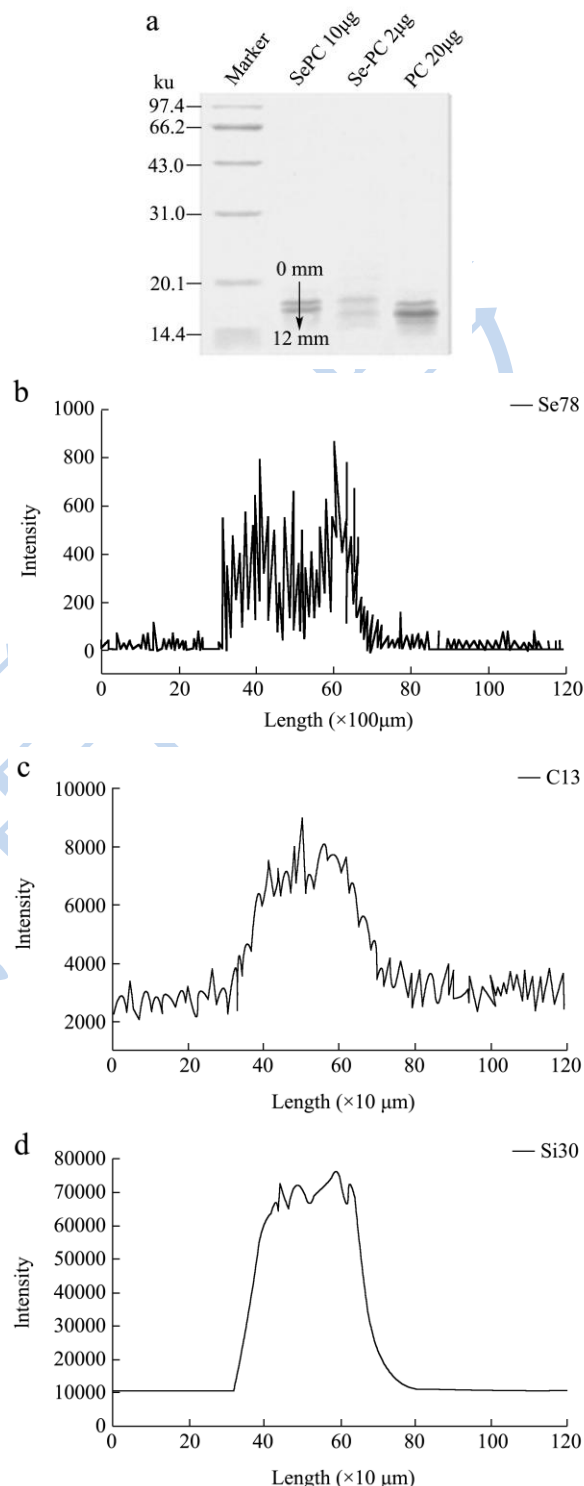 a
Marker
SePC 10μg
Se-PC 2μg
PC 20μg
ku
97.4
66.2
43.0
31.0
20.1
14.4
0 mm
12 mm
b
Se78
1000
800
600
400
200
0
Intensity
0 20 40 60 80 100 120
Length (×100μm)
c
C13
10000
8000
6000
4000
2000
Intensity
0 20 40 60 80 100 120
Length (×10 μm)
d
Si30
80000
70000
60000
50000
40000
30000
20000
10000
0
Intensity
0 20 40 60 80 100 120
Length (×10 μm)